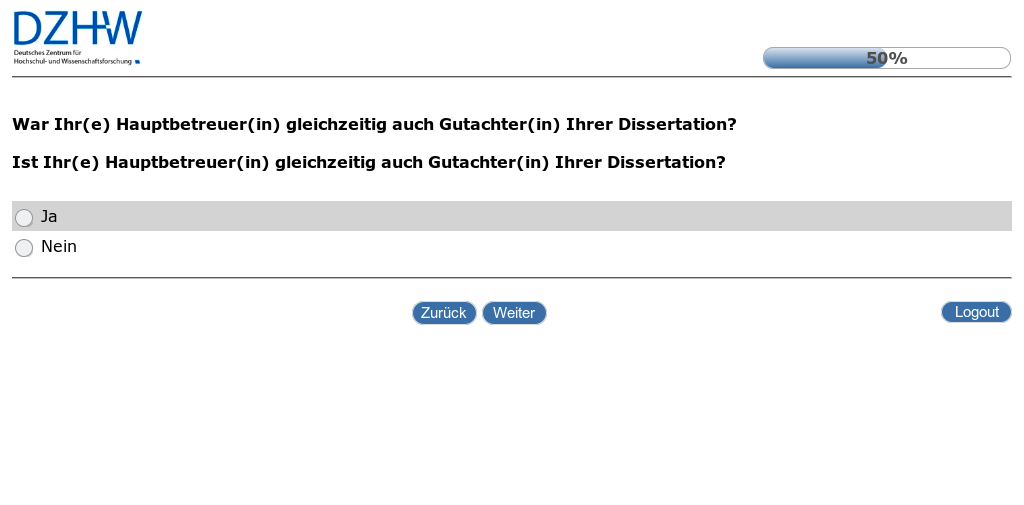 DZHW
Deutsches Zentrum für
Hochschul- und Wissenschaftsforschung
50%
War Ihr(e) Hauptbetreuer(in) gleichzeitig auch Gutachter(in) Ihrer Dissertation?
Ist Ihr(e) Hauptbetreuer(in) gleichzeitig auch Gutachter(in) Ihrer Dissertation?
Ja
Nein
Zurück Weiter Logout